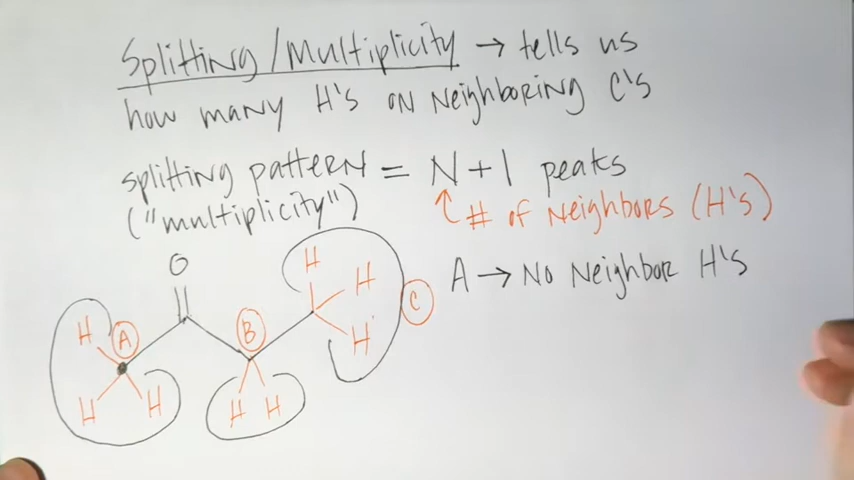 Splitting/Multiplicity → tells us
how many H's on Neighboring C's
splitting pattern = N+1 peaks
("multiplicity")
# of Neighbors (H's)
A → No Neighbor H's
O
H
H
H
H
A
B
C
H
H
H
H